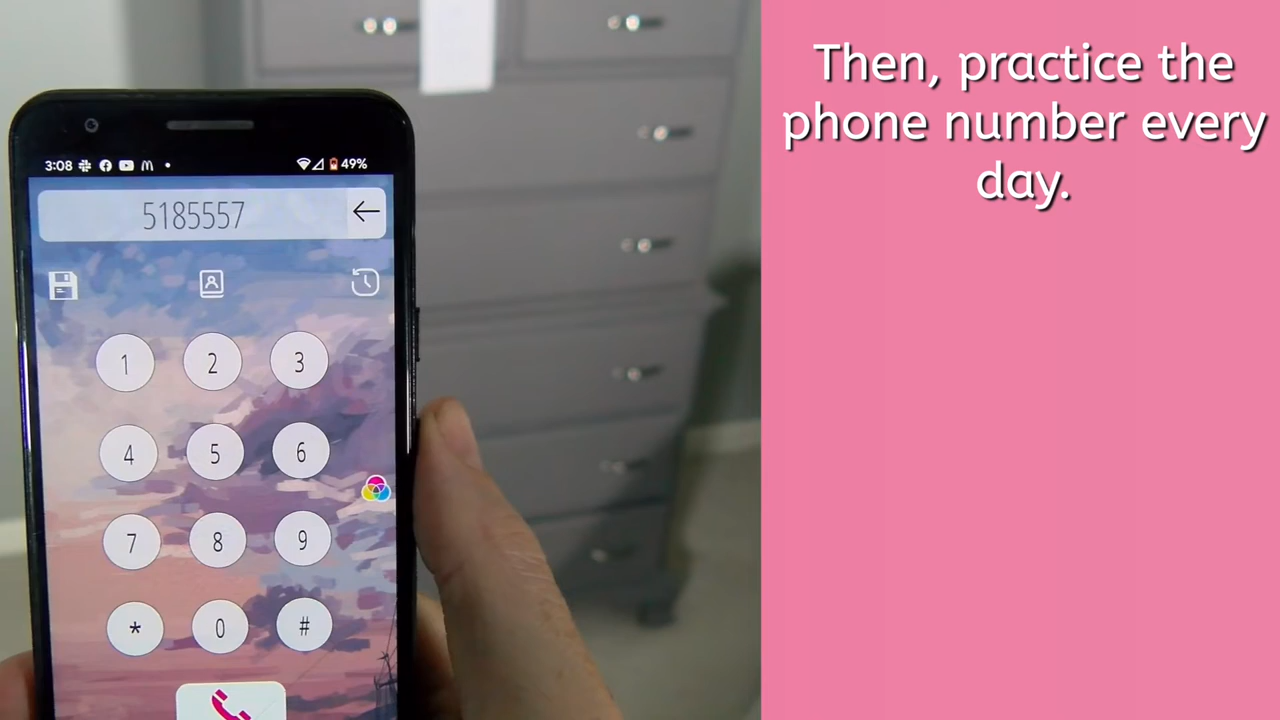 3:08
49%
5185557
1 2 3
4 5 6
7 8 9
* 0 #
Then, practice the
phone number every
day.